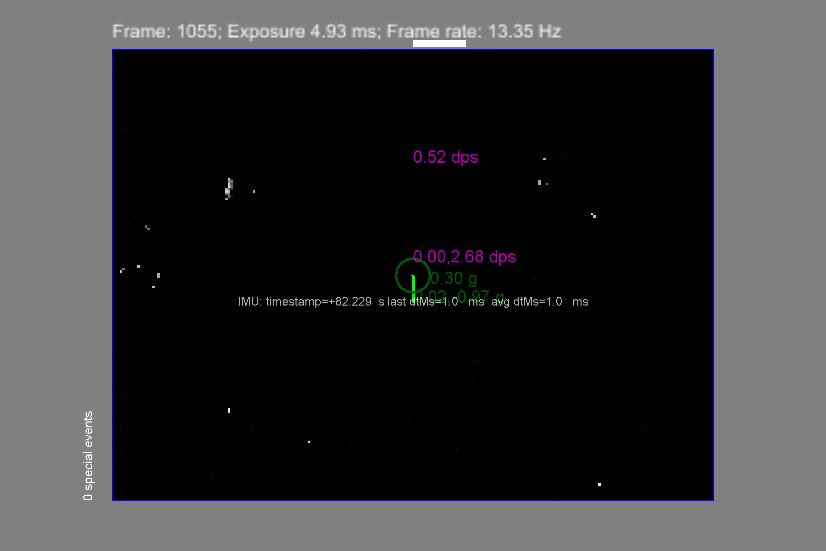 Frame: 1055; Exposure 4.93 ms; Frame rate: 13.35 Hz
0.52 dps
0.00,2.68 dps
0.30 g
0.97 g
IMU: timestamp=+82.229 s last dtMs=1.0 ms avg dtMs=1.0 ms
0 special events